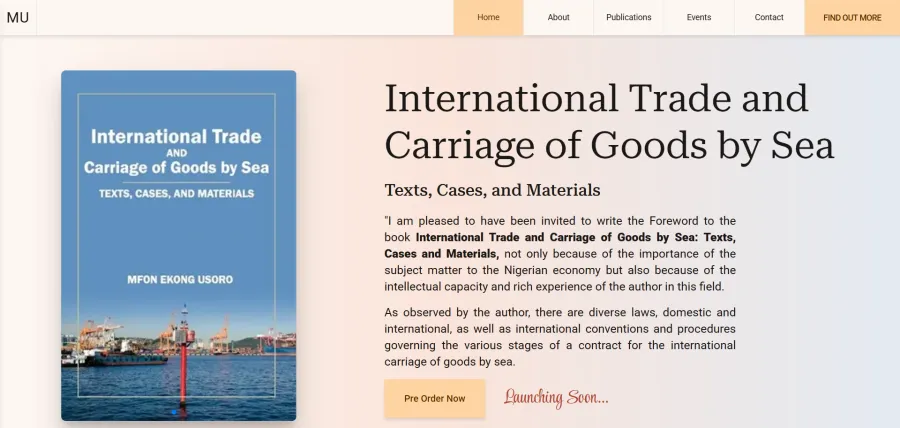 MU
Home
About
Publications
Events
Contact
FIND OUT MORE
International Trade
AND
Carriage of Goods by Sea
TEXTS, CASES, AND MATERIALS
MFON EKONG USORO
International Trade and
Carriage of Goods by Sea
Texts, Cases, and Materials
"I am pleased to have been invited to write the Foreword to the
book International Trade and Carriage of Goods by Sea: Texts,
Cases and Materials, not only because of the importance of the
subject matter to the Nigerian economy but also because of the
intellectual capacity and rich experience of the author in this field.
As observed by the author, there are diverse laws, domestic and
international, as well as international conventions and procedures
governing the various stages of a contract for the international
carriage of goods by sea.
Pre Order Now
Launching Soon...